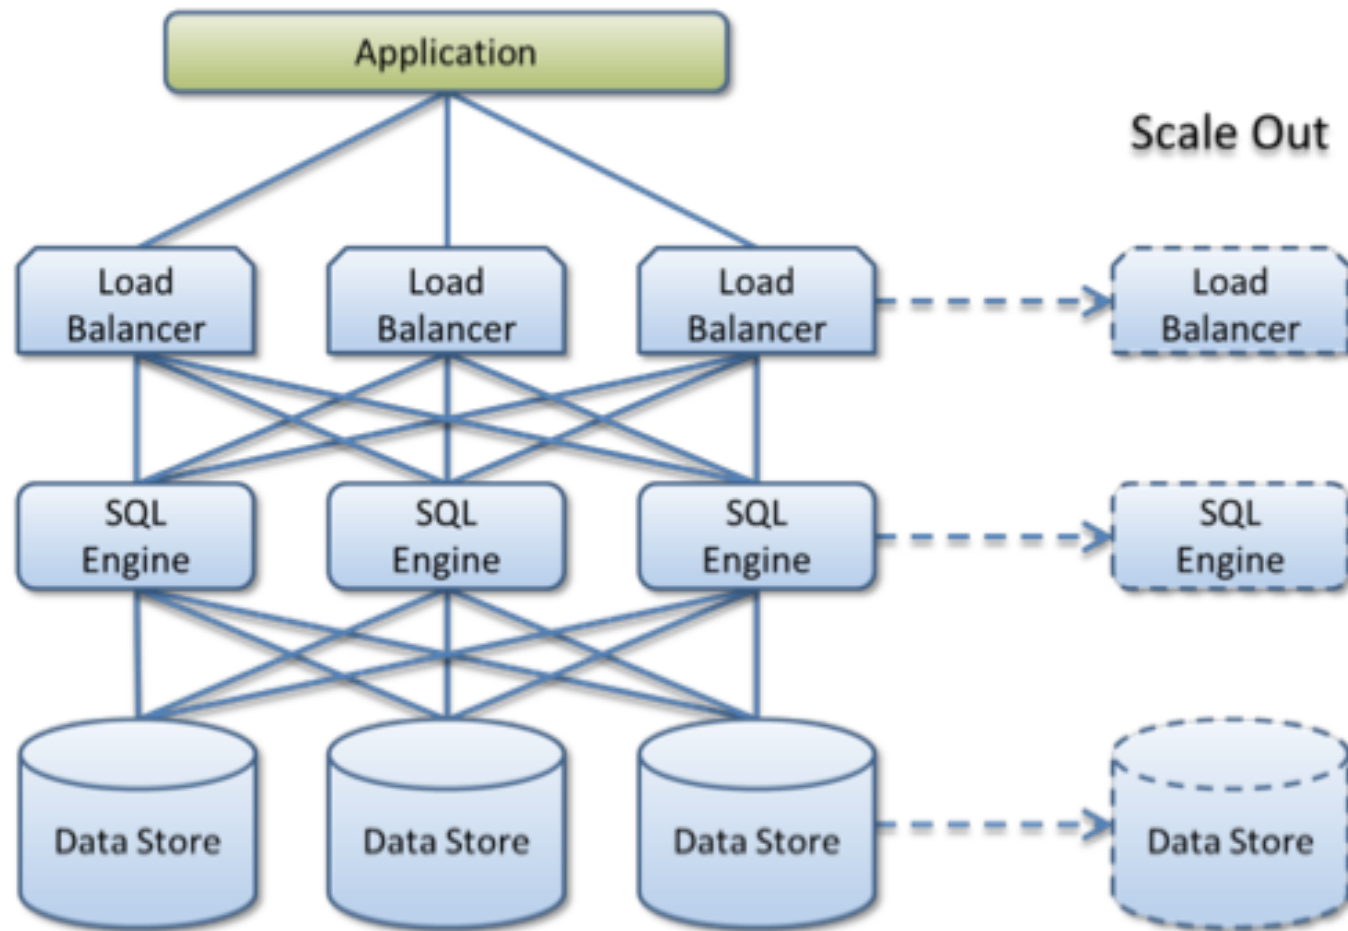 Application
Scale Out
Load
Balancer
Load
Balancer
Load
Balancer
Load
Balancer
SQL
Engine
SQL
Engine
SQL
Engine
SQL
Engine
Data Store
Data Store
Data Store
Data Store